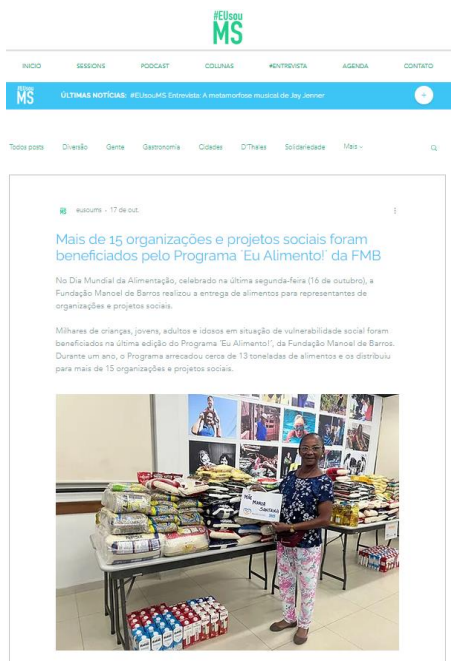 #EUsou
MS
INICIO SESSIONS PODCAST COLUNAS #ENTREVISTA AGENDA CONTATO
#EUsou
MS
ÚLTIMAS NOTÍCIAS: #EUsouMS Entrevista: A metamorfose musical de Jay Jenner
+
Todos posts Diversão Gente Gastronomia Cidades D'Thales Solidariedade Mais
eusoums · 17 de out.
Mais de 15 organizações e projetos sociais foram
beneficiados pelo Programa ´Eu Alimento!´ da FMB
No Dia Mundial da Alimentação, celebrado na última segunda-feira (16 de outubro), a
Fundação Manoel de Barros realizou a entrega de alimentos para representantes de
organizações e projetos sociais.
Milhares de crianças, jovens, adultos e idosos em situação de vulnerabilidade social foram
beneficiados na última edição do Programa ´Eu Alimento!´, da Fundação Manoel de Barros.
Durante um ano, o Programa arrecadou cerca de 13 toneladas de alimentos e os distribuiu
para mais de 15 organizações e projetos sociais.
MÃE
MARIA
SANTANA